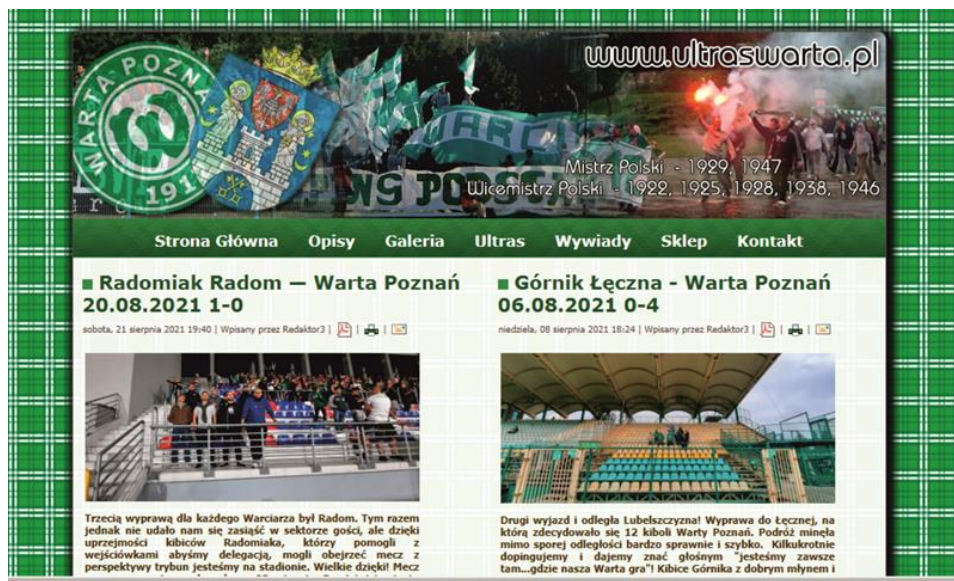 www.ultraswarta.pl
WARTA POZNA
191
WARCI
Mistrz Polski - 1929, 1947
Wicemistrz Polski - 1922, 1925, 1928, 1938, 1946
Strona Główna Opisy Galeria Ultras Wywiady Sklep Kontakt
Radomiak Radom — Warta Poznań
20.08.2021 1-0
sobota, 21 sierpnia 2021 19:40 | Wpisany przez Redaktor3 |
Trzecią wyprawą dla każdego Warciarza był Radom. Tym razem
jednak nie udało nam się zasiąść w sektorze gości, ale dzięki
uprzejmości kibiców Radomiaka, którzy pomogli z
wejściówkami abyśmy delegacją, mogli obejrzeć mecz z
perspektywy trybun jesteśmy na stadionie. Wielkie dzięki! Mecz
Górnik Łęczna - Warta Poznań
06.08.2021 0-4
niedziela, 08 sierpnia 2021 18:24 | Wpisany przez Redaktor3 |
Drugi wyjazd i odległa Lubelszczyzna! Wyprawa do Łęcznej, na
którą zdecydowało się 12 kiboli Warty Poznań. Podróż minęła
mimo sporej odległości bardzo sprawnie i szybko. Kilkukrotnie
dopingujemy i dajemy znać głośnym "jesteśmy zawsze
tam...gdzie nasza Warta gra"! Kibice Górnika z dobrym młynem i